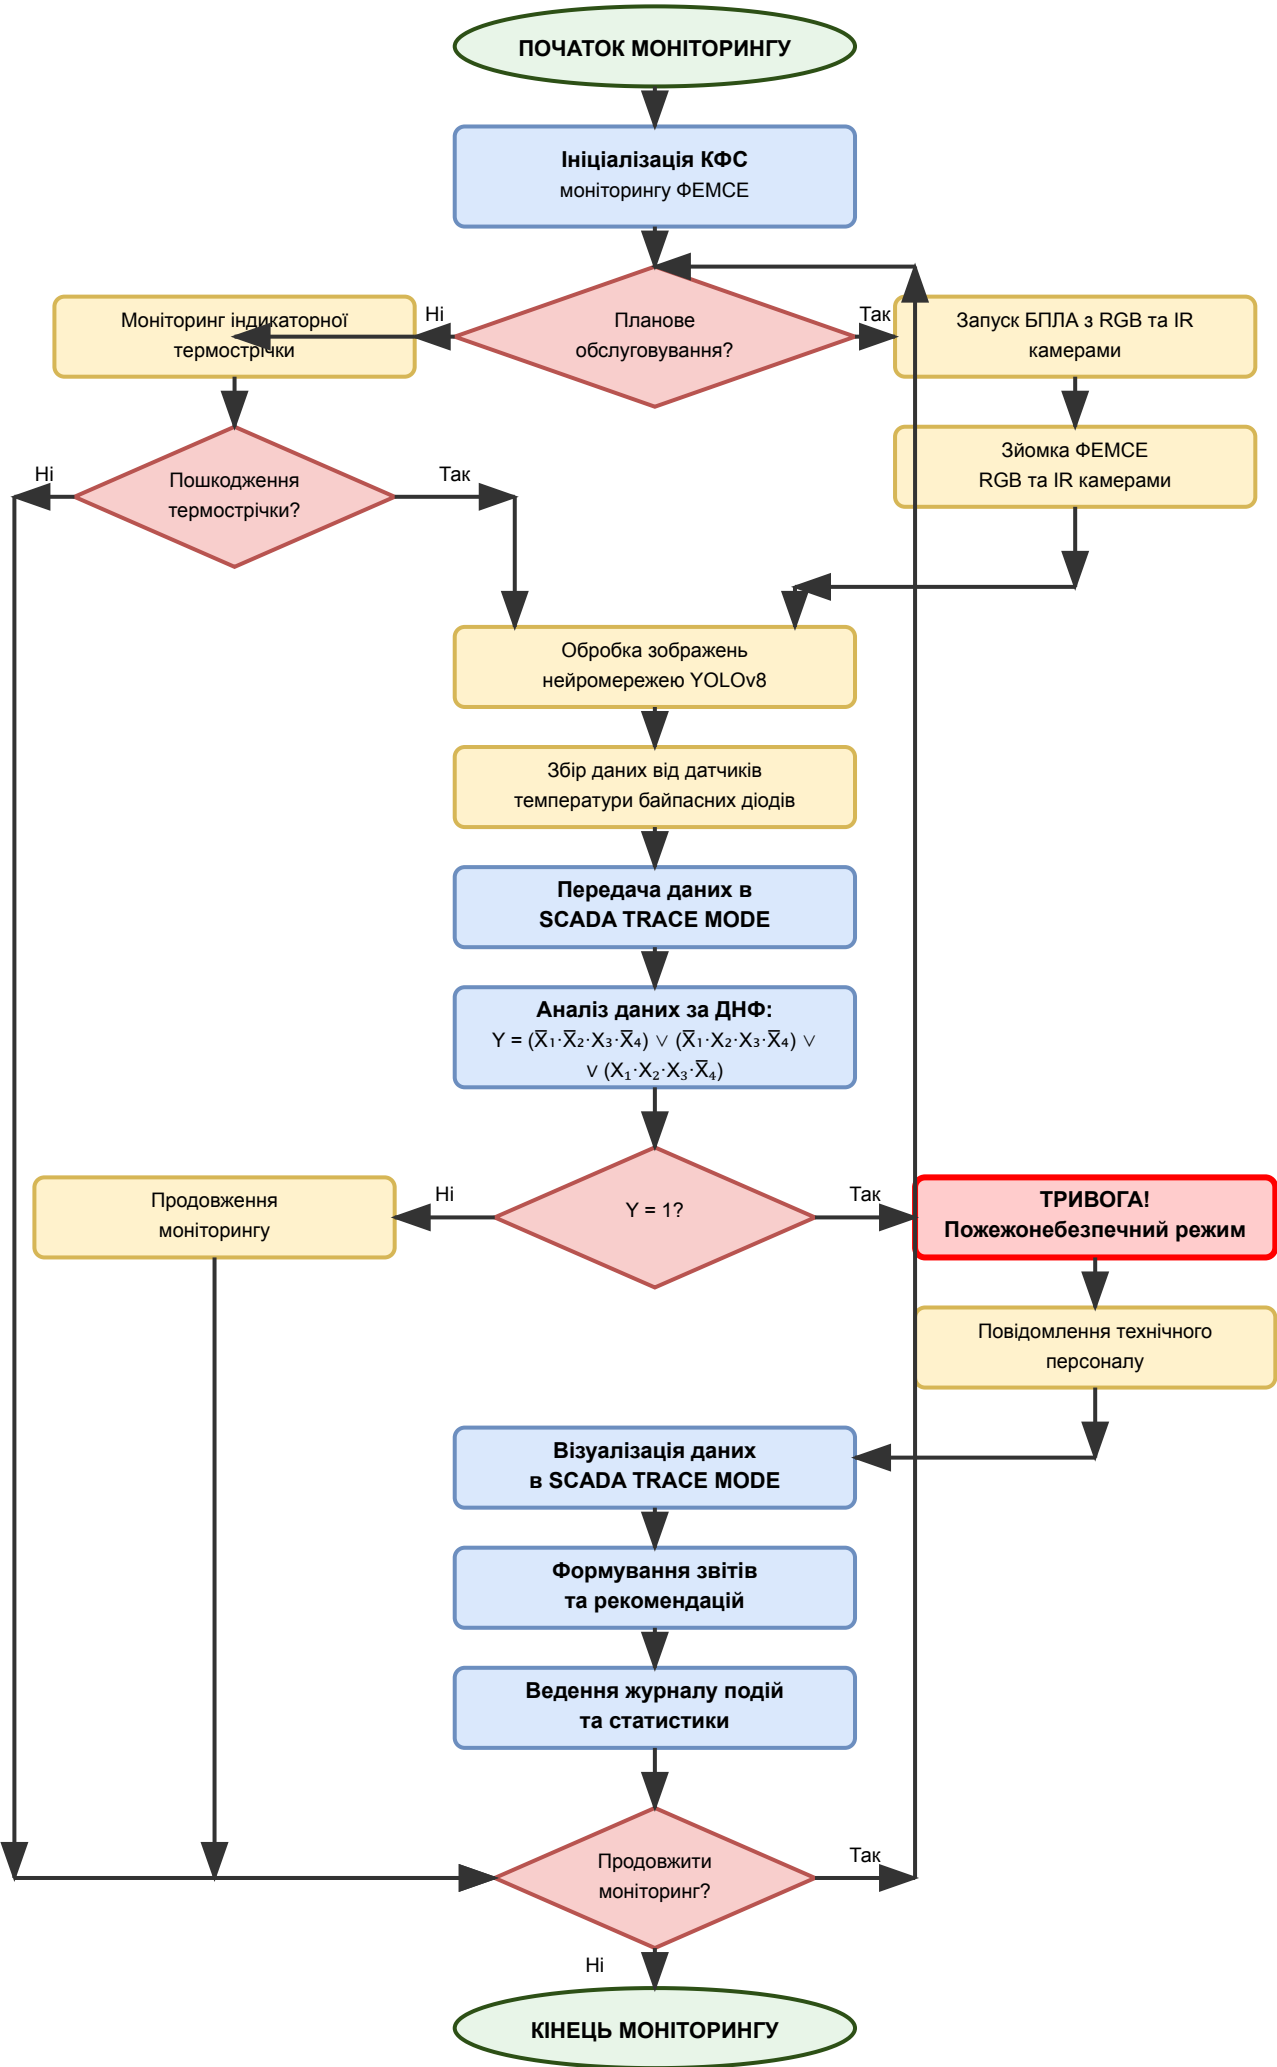 ПОЧАТОК МОНІТОРИНГУ
Ініціалізація КФС
моніторингу ФЕМСЕ
Планове
обслуговування?
Ні
Так
Моніторинг індикаторної
термострічки
Запуск БПЛА з RGB та IR
камерами
Зйомка ФЕМСЕ
RGB та IR камерами
Пошкодження
термострічки?
Ні
Так
Обробка зображень
нейромережею YOLOv8
Збір даних від датчиків
температури байпасних діодів
Передача даних в
SCADA TRACE MODE
Аналіз даних за ДНФ:
Y = (X̅₁·X̅₂·X₃·X̅₄) ∨ (X̅₁·X₂·X₃·X̅₄) ∨
∨ (X₁·X₂·X₃·X̅₄)
Y = 1?
Ні
Так
Продовження
моніторингу
ТРИВОГА!
Пожежонебезпечний режим
Повідомлення технічного
персоналу
Візуалізація даних
в SCADA TRACE MODE
Формування звітів
та рекомендацій
Ведення журналу подій
та статистики
Продовжити
моніторинг?
Так
Ні
КІНЕЦЬ МОНІТОРИНГУ